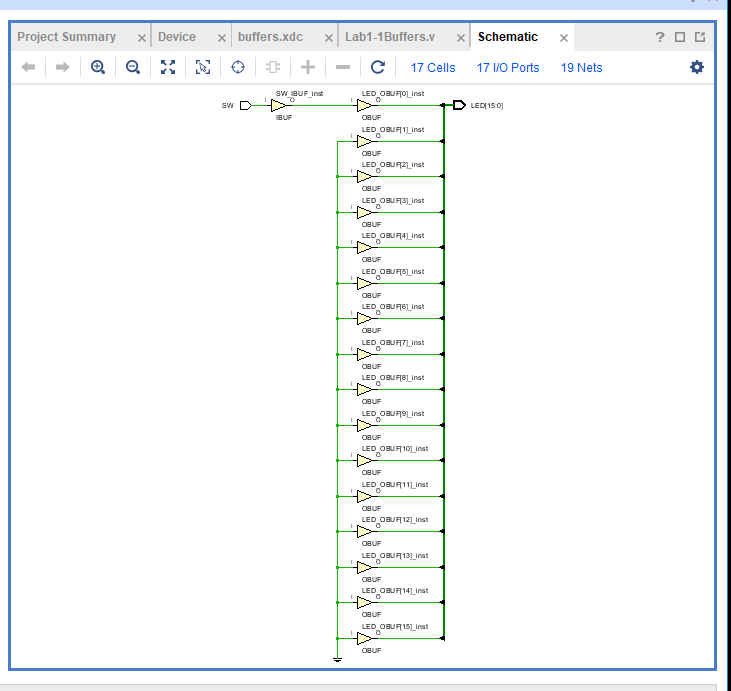 Project Summary × Device × buffers.xdc × Lab1-1Buffers.v × Schematic × ?
17 Cells 17 I/O Ports 19 Nets
SW_IBUF_inst LED_OBUF[0]_inst
SW I O I O LED[15:0]
IBUF OBUF
LED_OBUF[1]_inst
I O
OBUF
LED_OBUF[2]_inst
I O
OBUF
LED_OBUF[3]_inst
I O
OBUF
LED_OBUF[4]_inst
I O
OBUF
LED_OBUF[5]_inst
I O
OBUF
LED_OBUF[6]_inst
I O
OBUF
LED_OBUF[7]_inst
I O
OBUF
LED_OBUF[8]_inst
I O
OBUF
LED_OBUF[9]_inst
I O
OBUF
LED_OBUF[10]_inst
I O
OBUF
LED_OBUF[11]_inst
I O
OBUF
LED_OBUF[12]_inst
I O
OBUF
LED_OBUF[13]_inst
I O
OBUF
LED_OBUF[14]_inst
I O
OBUF
LED_OBUF[15]_inst
I O
OBUF